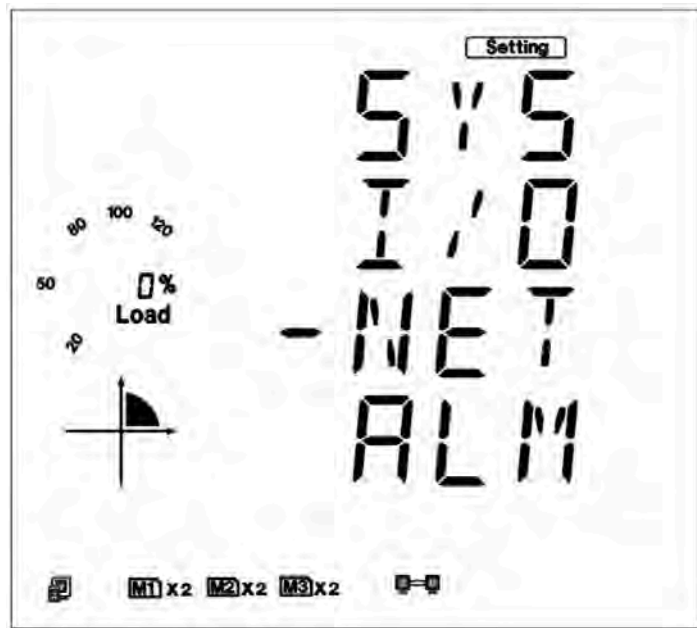 Setting
SYS
I/O
-NET
ALM
20
50
80
100
120
0%
Load
M1 X2 M2 X2 M3 X2